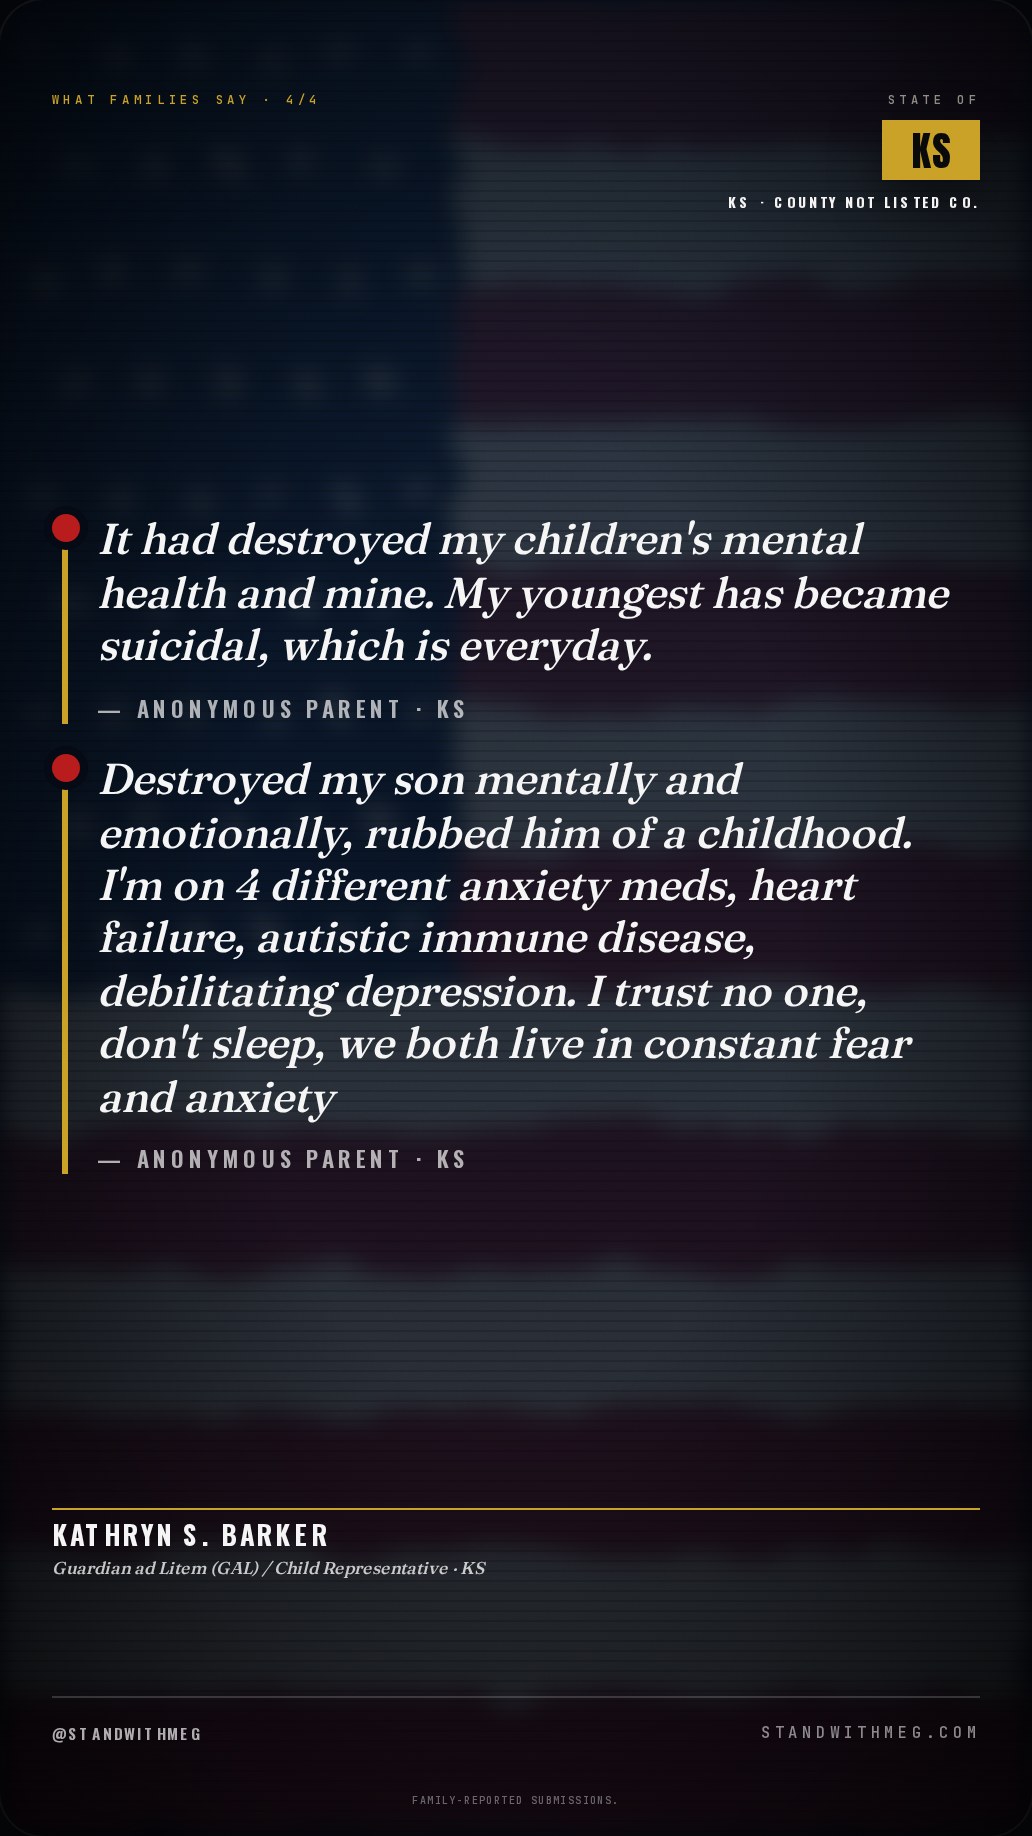 WHAT FAMILIES SAY · 4/4
STATE OF
KS
KS · COUNTY NOT LISTED CO.
It had destroyed my children's mental
health and mine. My youngest has became
suicidal, which is everyday.
— ANONYMOUS PARENT · KS
Destroyed my son mentally and
emotionally, rubbed him of a childhood.
I'm on 4 different anxiety meds, heart
failure, autistic immune disease,
debilitating depression. I trust no one,
don't sleep, we both live in constant fear
and anxiety
— ANONYMOUS PARENT · KS
KATHRYN S. BARKER
Guardian ad Litem (GAL) / Child Representative · KS
@STANDWITHMEG
STANDWITHMEG.COM
FAMILY-REPORTED SUBMISSIONS.